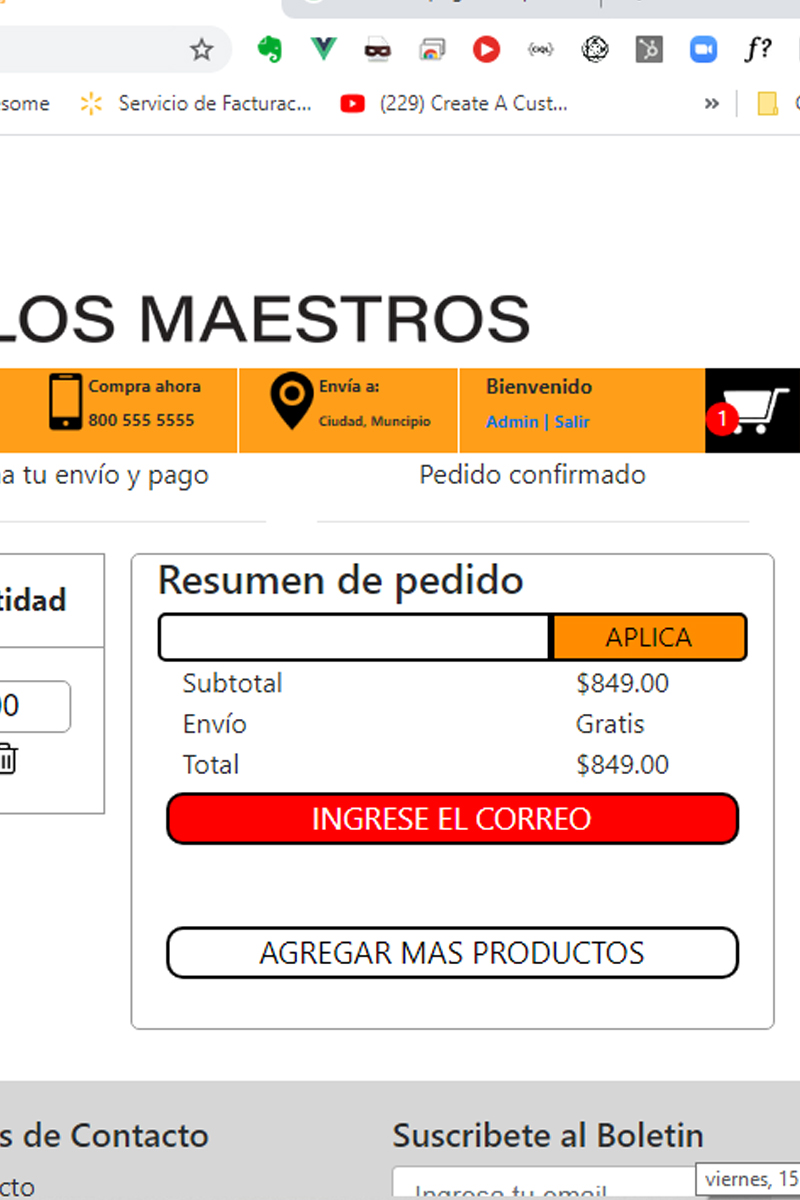 Servicio de Facturac...
(229) Create A Cust...
»
f?
LOS MAESTROS
Compra ahora
800 555 5555
Envía a:
Ciudad, Muncipio
Bienvenido
Admin | Salir
1
a tu envío y pago
Pedido confirmado
tidad
Resumen de pedido
APLICA
Subtotal
$849.00
Envío
Gratis
Total
$849.00
INGRESE EL CORREO
AGREGAR MAS PRODUCTOS
s de Contacto
cto
Suscribete al Boletin
Ingrese tu email
viernes, 15